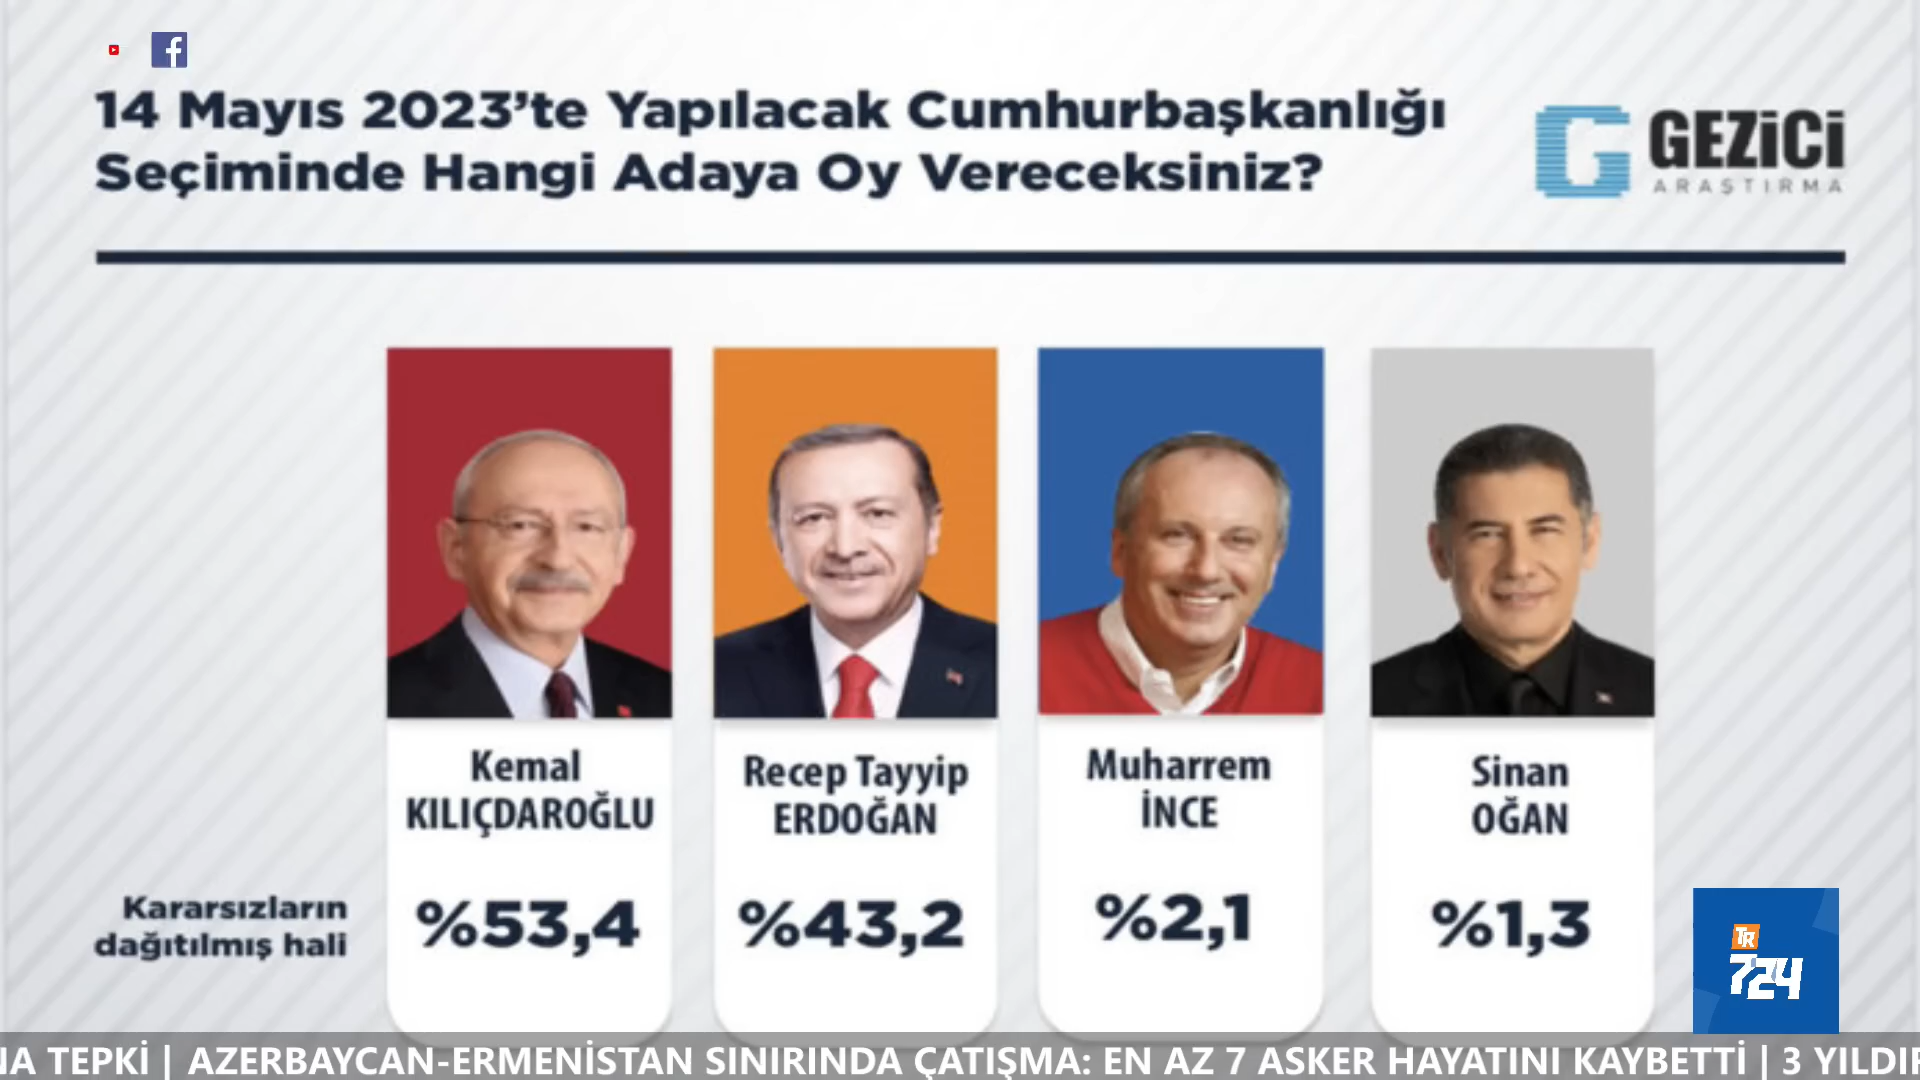 14 Mayıs 2023’te Yapılacak Cumhurbaşkanlığı
Seçiminde Hangi Adaya Oy Vereceksiniz?
GEZiCi
ARAŞTIRMA
Kemal
KILIÇDAROĞLU
Recep Tayyip
ERDOĞAN
Muharrem
İNCE
Sinan
OĞAN
Kararsızların
dağıtılmış hali
%53,4
%43,2
%2,1
%1,3
TR
724
NA TEPKİ | AZERBAYCAN-ERMENİSTAN SINIRINDA ÇATIŞMA: EN AZ 7 ASKER HAYATINI KAYBETTİ | 3 YILDI